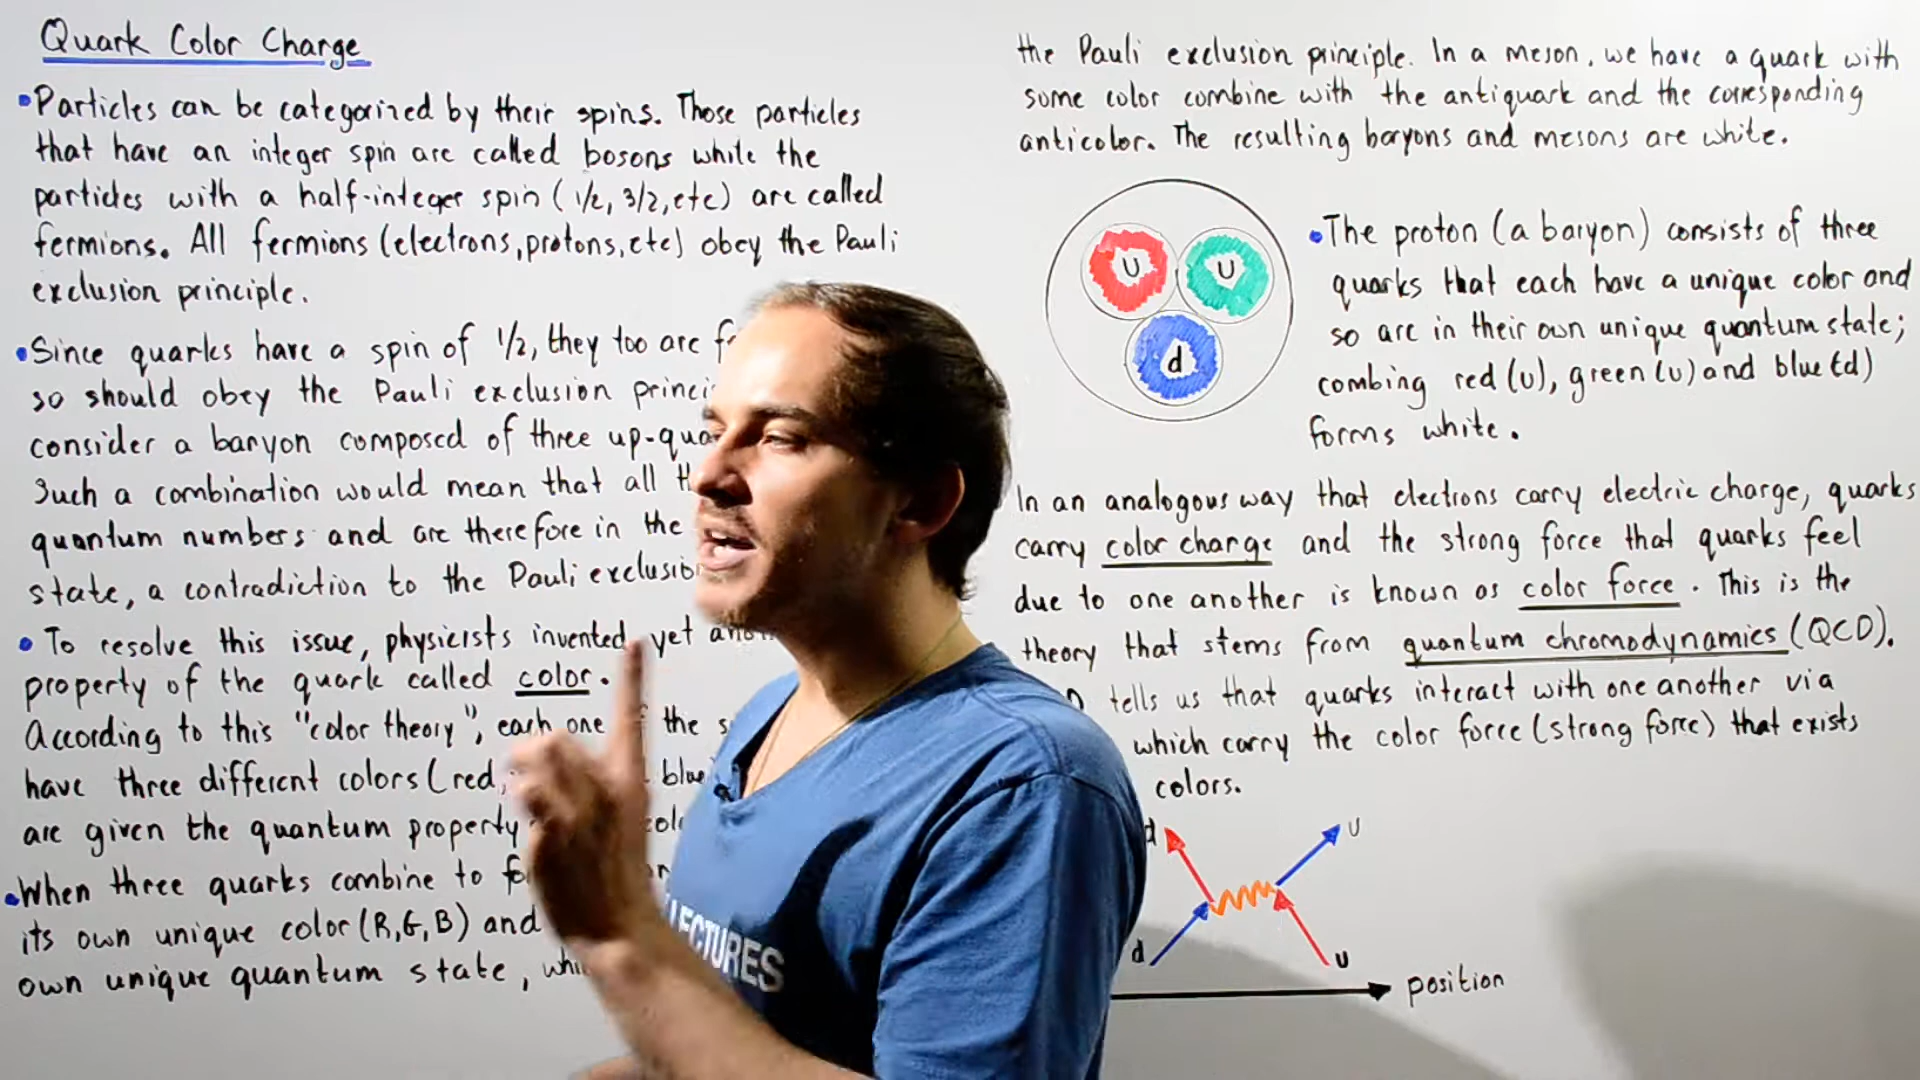 Quark Color Charge
•Particles can be categorized by their spins. Those particles
that have an integer spin are called bosons while the
particles with a half-integer spin (1/2, 3/2, etc) are called
fermions. All fermions (electrons, protons, etc) obey the Pauli
exclusion principle.
•Since quarks have a spin of 1/2, they too are
so should obey the Pauli exclusion
consider a baryon composed of three
Such a combination would mean that all
quantum numbers and are therefore in the
state, a contradiction to the Pauli
•To resolve this issue, physicists invented yet
property of the quark called color.
According to this "color theory", each one of the
have three different colors (red, blue
are given the quantum property
•When three quarks combine to
its own unique color (R,G,B) and
own unique quantum state,
the Pauli exclusion principle. In a meson, we have a quark with
some color combine with the antiquark and the corresponding
anticolor. The resulting baryons and mesons are white.
U U
d
•The proton (a baryon) consists of three
quarks that each have a unique color and
so are in their own unique quantum state;
combing red (u), green (u) and blue (d)
forms white.
In an analogous way that electrons carry electric charge, quarks
carry color charge and the strong force that quarks feel
due to one another is known as color force. This is the
theory that stems from quantum chromodynamics (QCD).
tells us that quarks interact with one another via
which carry the color force (strong force) that exists
colors.
d U
d u
position
LECTURES